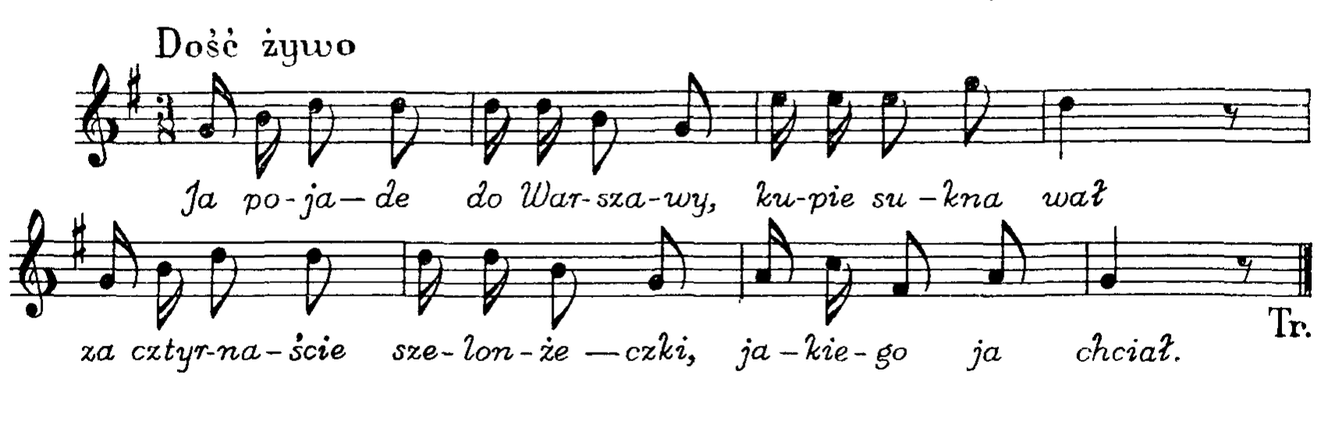 Dość żywo
Ja po-ja-de do War-sza-wy, ku-pie su-kna wał
za cztyr-na-ście sze-lon-że-czki, ja-kie-go ja chciał.
Tr.